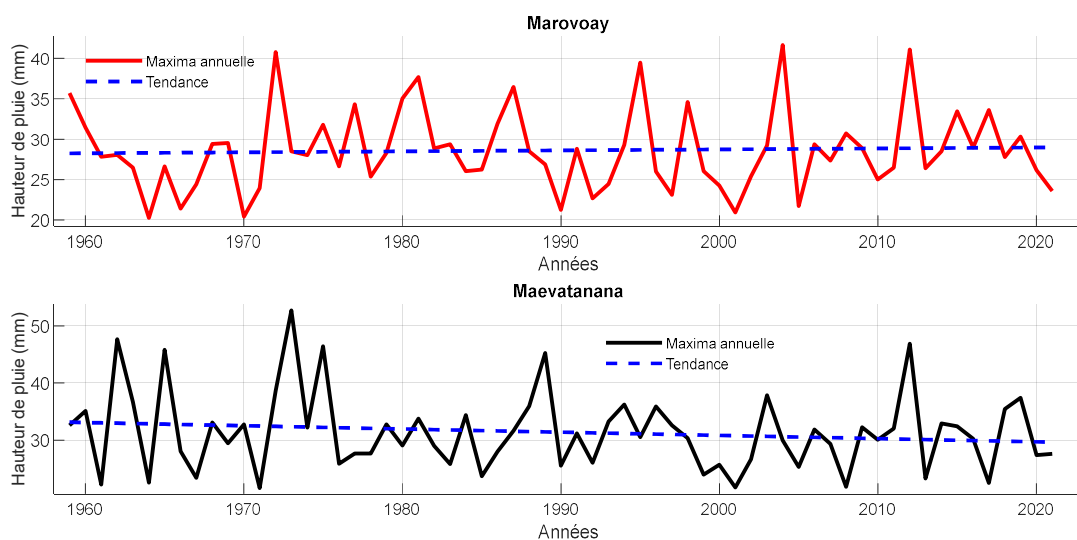 Marovoay
Hauteur de pluie (mm)
40
35
30
25
20
Maxima annuelle
Tendance
1960 1970 1980 1990 2000 2010 2020
Années
Maevatanana
Hauteur de pluie (mm)
50
40
30
Maxima annuelle
Tendance
1960 1970 1980 1990 2000 2010 2020
Années